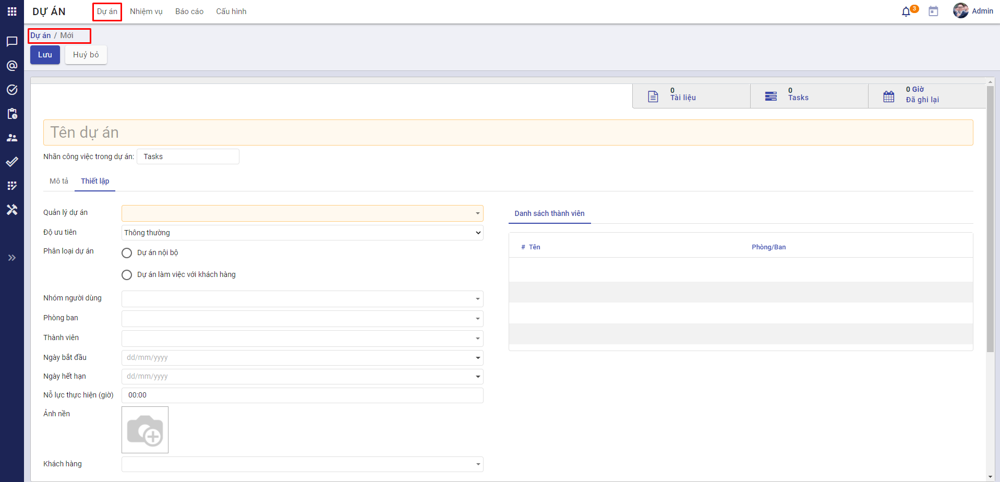 DỰ ÁN Dự án Nhiệm vụ Báo cáo Cấu hình 3 Admin
Dự án / Mới
Lưu Huỷ bỏ
0 Tài liệu
0 Tasks
0 Giờ Đã ghi lại
Tên dự án
Nhãn công việc trong dự án: Tasks
Mô tả Thiết lập
Quản lý dự án
Độ ưu tiên Thông thường
Phân loại dự án Dự án nội bộ
Dự án làm việc với khách hàng
Nhóm người dùng
Phòng ban
Thành viên
Ngày bắt đầu dd/mm/yyyy
Ngày hết hạn dd/mm/yyyy
Nỗ lực thực hiện (giờ) 00:00
Ảnh nền
Khách hàng
Danh sách thành viên
# Tên Phòng/Ban